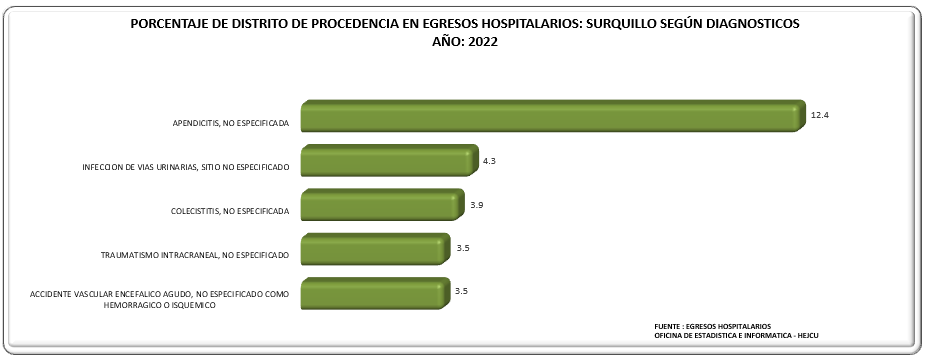 PORCENTAJE DE DISTRITO DE PROCEDENCIA EN EGRESOS HOSPITALARIOS: SURQUILLO SEGÚN DIAGNOSTICOS
AÑO: 2022
APENDICITIS, NO ESPECIFICADA
12.4
INFECCION DE VIAS URINARIAS, SITIO NO ESPECIFICADO
4.3
COLECISTITIS, NO ESPECIFICADA
3.9
TRAUMATISMO INTRACRANEAL, NO ESPECIFICADO
3.5
ACCIDENTE VASCULAR ENCEFALICO AGUDO, NO ESPECIFICADO COMO
HEMORRAGICO O ISQUEMICO
3.5
FUENTE : EGRESOS HOSPITALARIOS
OFICINA DE ESTADISTICA E INFORMATICA - HEJCU